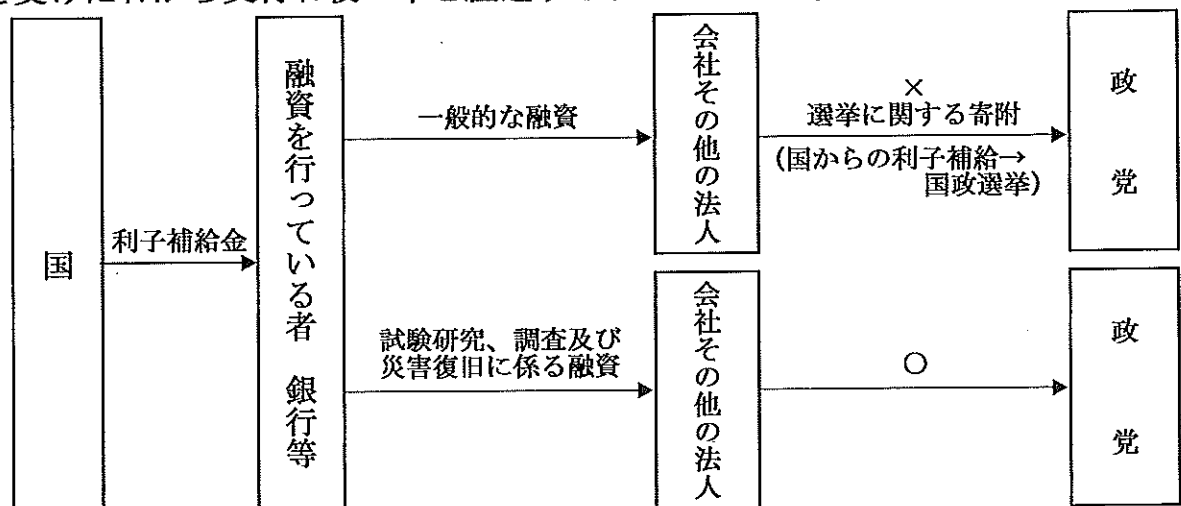 国
利子補給金
融資を行っている者 銀行等
一般的な融資
会社その他の法人
×
選挙に関する寄附
(国からの利子補給→
国政選挙)
政党
試験研究、調査及び
災害復旧に係る融資
会社その他の法人
○
政党